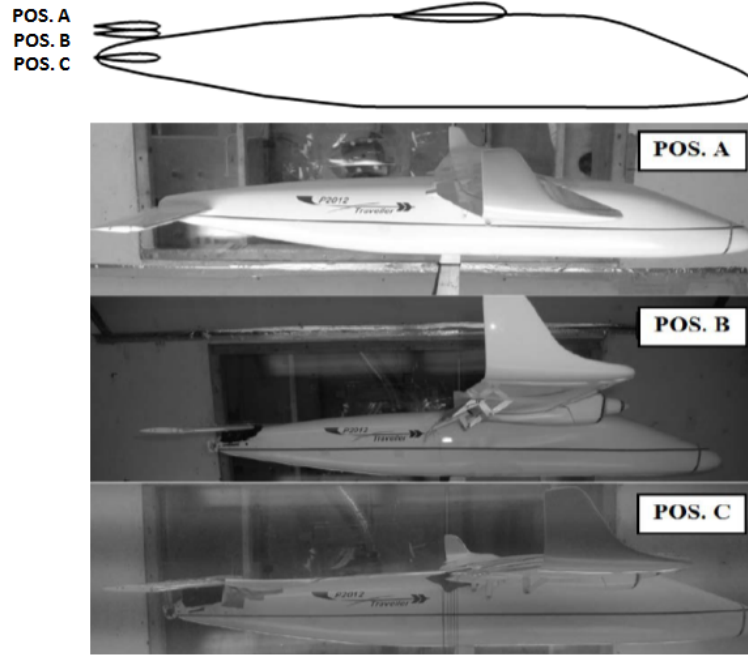 POS. A
POS. B
POS. C
POS. A
P2012
Traveller
POS. B
P2012
Traveller
POS. C
P2012
Traveller